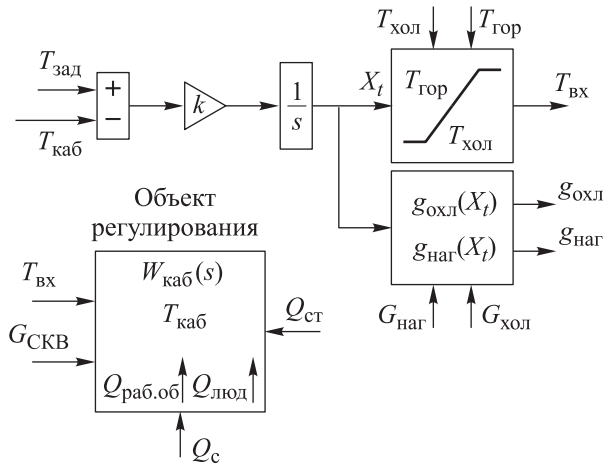 T_хол T_гор
T_зад
+
−
T_каб
k
1/s
X_t
T_гор
T_хол
T_вх
g_охл(X_t)
g_наг(X_t)
g_охл
g_наг
G_наг G_хол
Объект
регулирования
W_каб(s)
T_каб
T_вх
G_СКВ
Q_ст
Q_раб.об Q_люд
Q_с